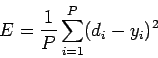 E = \frac{1}{P} \sum_{i=1}^{P} (d_i - y_i)^2